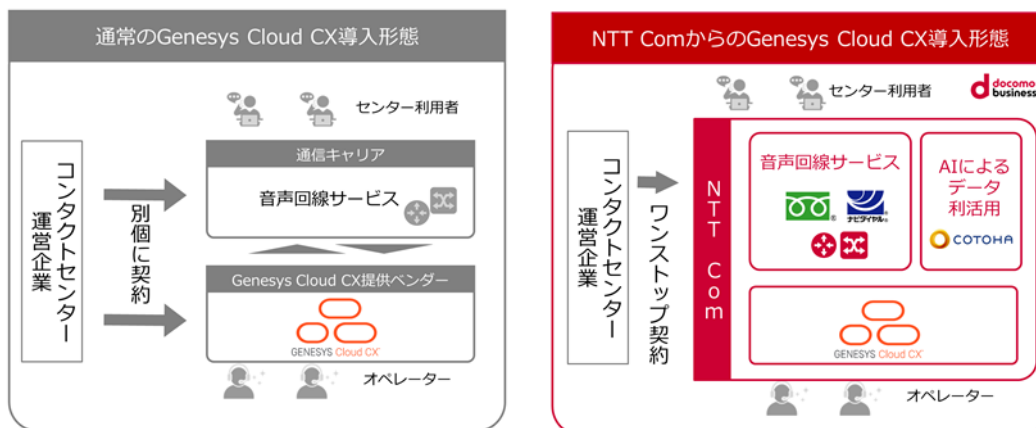 通常のGenesys Cloud CX導入形態
センター利用者
コンタクトセンター
運営企業
別個に契約
通信キャリア
音声回線サービス
Genesys Cloud CX提供ベンダー
GENESYS Cloud CX
オペレーター
NTT ComからのGenesys Cloud CX導入形態
センター利用者
docomo
business
コンタクトセンター
運営企業
ワンストップ契約
NTT Com
音声回線サービス
ナビダイヤル
AIによる
データ
利活用
COTOHA
GENESYS Cloud CX
オペレーター